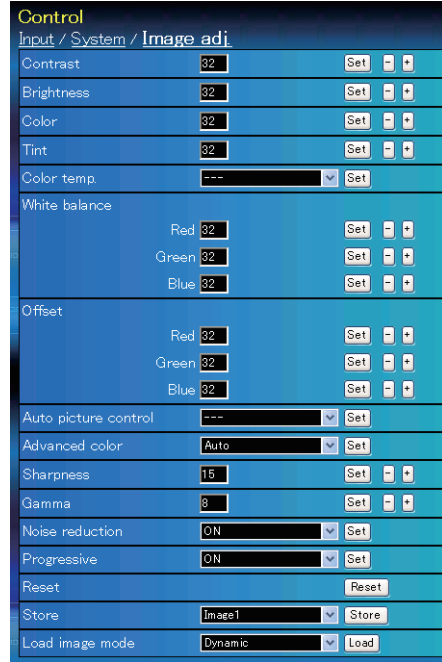 Control
Input / System / Image adj.
Contrast 32 Set - +
Brightness 32 Set - +
Color 32 Set - +
Tint 32 Set - +
Color temp. --- Set
White balance
Red 32 Set - +
Green 32 Set - +
Blue 32 Set - +
Offset
Red 32 Set - +
Green 32 Set - +
Blue 32 Set - +
Auto picture control --- Set
Advanced color Auto Set
Sharpness 15 Set - +
Gamma 8 Set - +
Noise reduction ON Set
Progressive ON Set
Reset Reset
Store Image1 Store
Load image mode Dynamic Load